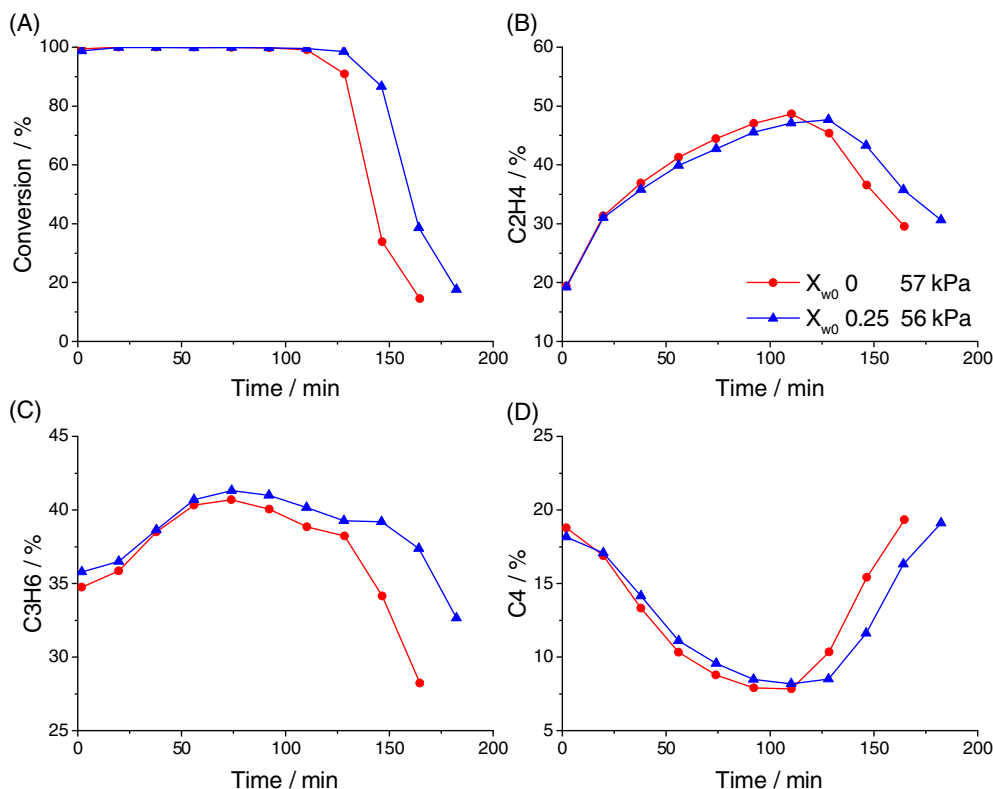 (A)
100
80
60
40
20
0
Conversion / %
0 50 100 150 200
Time / min
(B)
60
50
40
30
20
10
C2H4 / %
X_w0 0 57 kPa
X_w0 0.25 56 kPa
0 50 100 150 200
Time / min
(C)
45
40
35
30
25
C3H6 / %
0 50 100 150 200
Time / min
(D)
25
20
15
10
5
C4 / %
0 50 100 150 200
Time / min